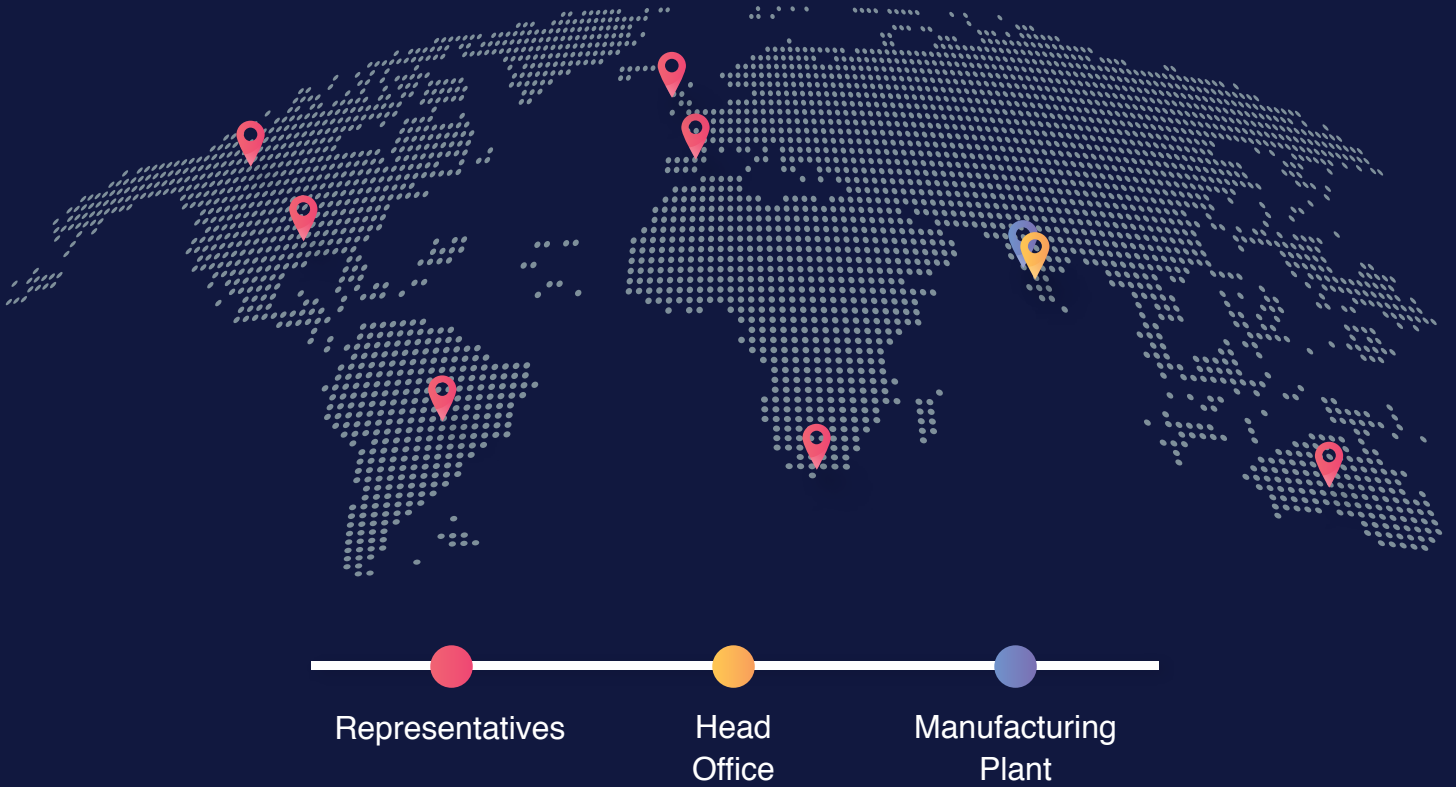 Representatives
Head
Office
Manufacturing
Plant